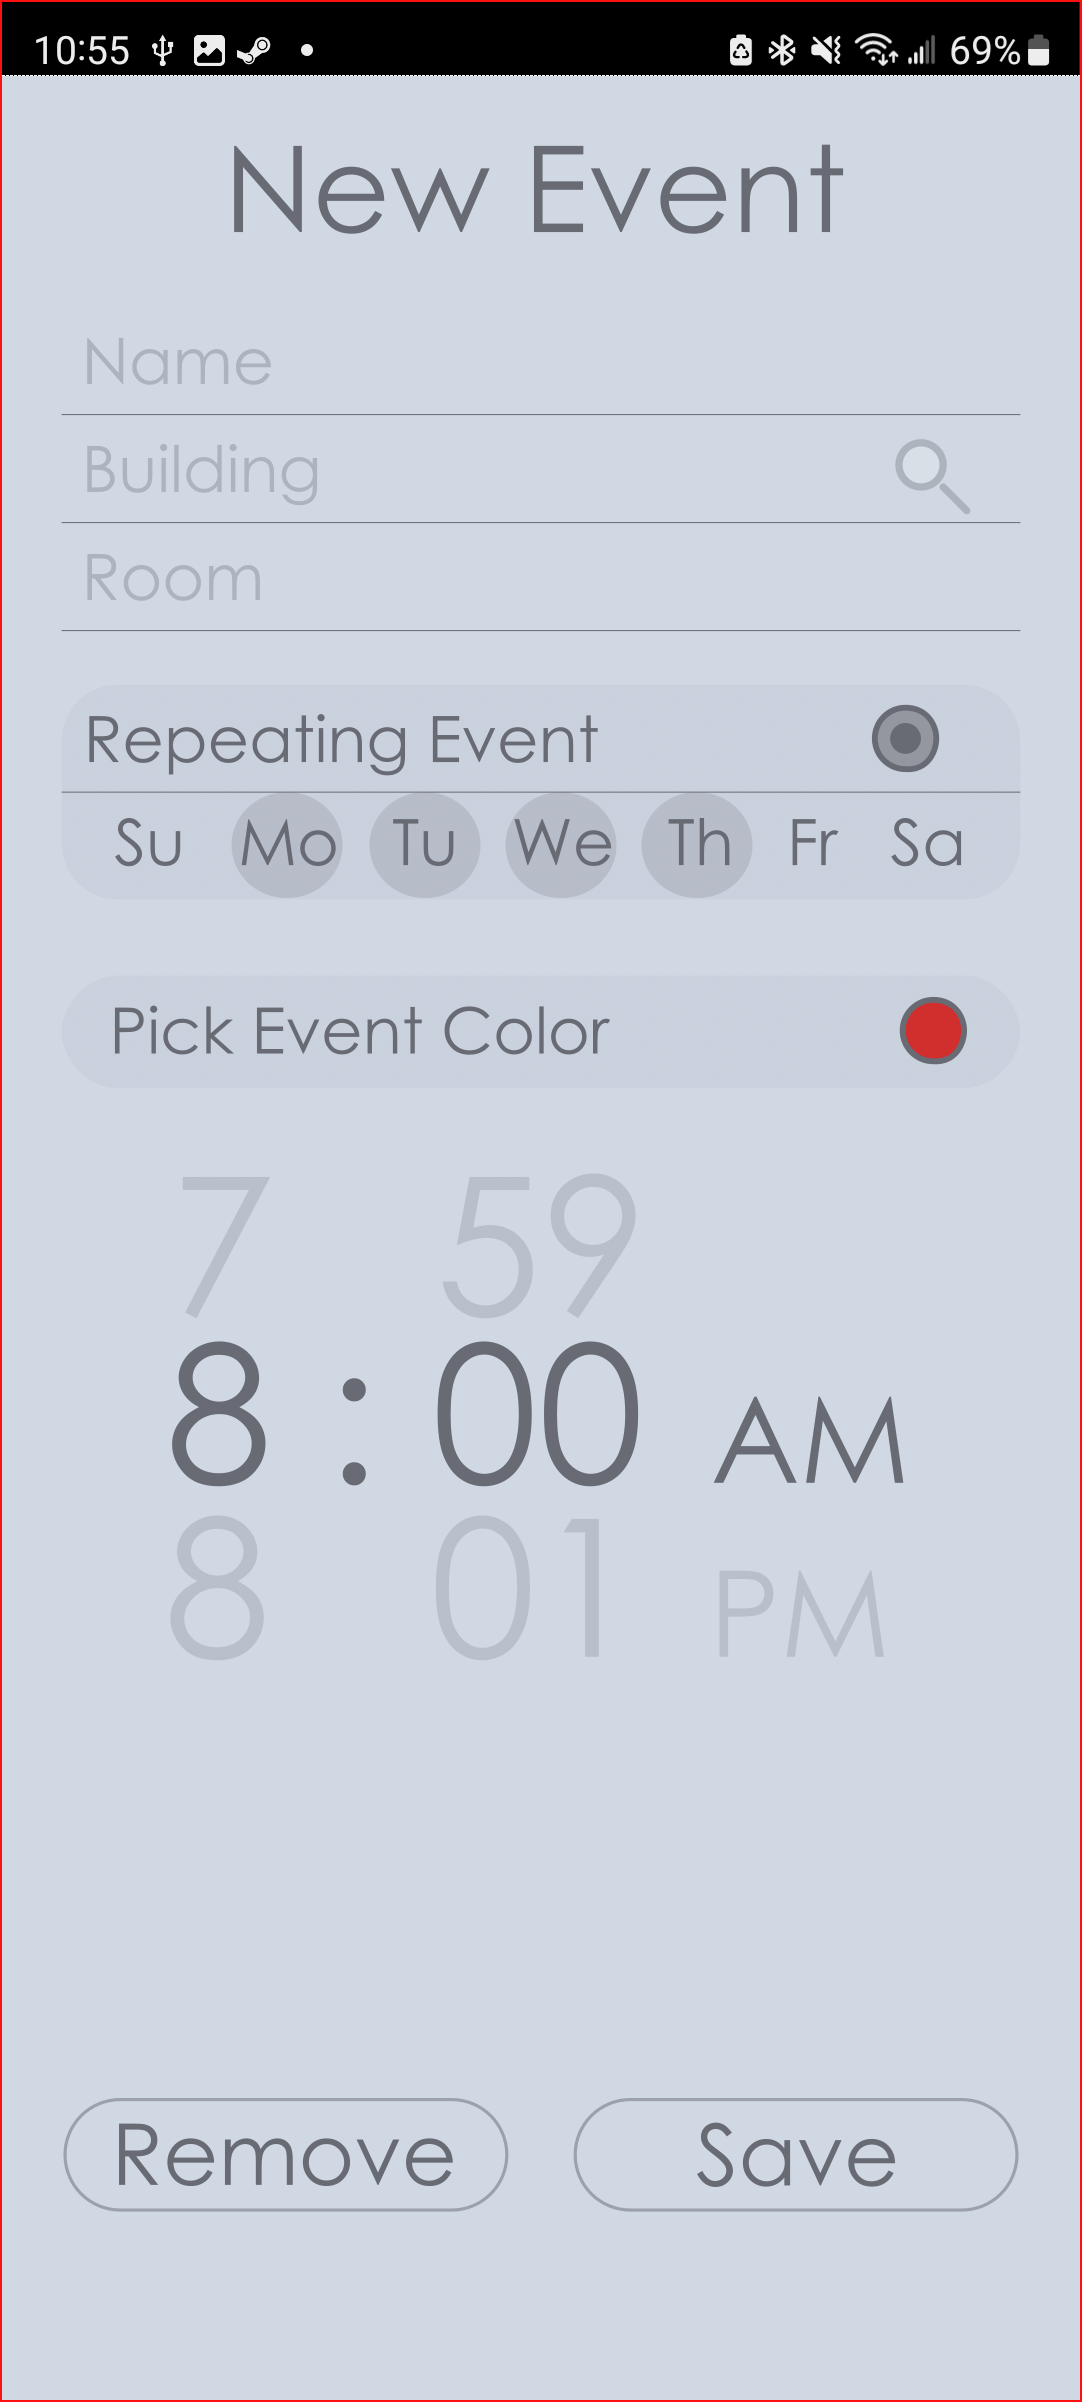 10:55 69%
New Event
Name
Building
Room
Repeating Event
Su Mo Tu We Th Fr Sa
Pick Event Color
7 59
8 : 00 AM
8 01 PM
Remove Save